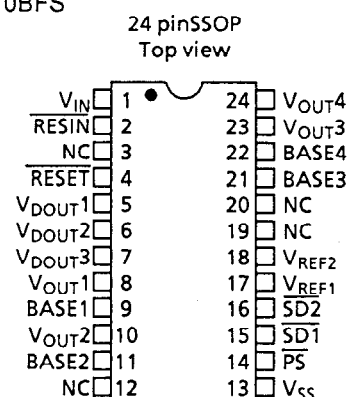 0BFS
24 pinSSOP
Top view
VIN 1 24 VOUT4
RESIN 2 23 VOUT3
NC 3 22 BASE4
RESET 4 21 BASE3
VDOUT1 5 20 NC
VDOUT2 6 19 NC
VDOUT3 7 18 VREF2
VOUT1 8 17 VREF1
BASE1 9 16 SD2
VOUT2 10 15 SD1
BASE2 11 14 PS
NC 12 13 VSS